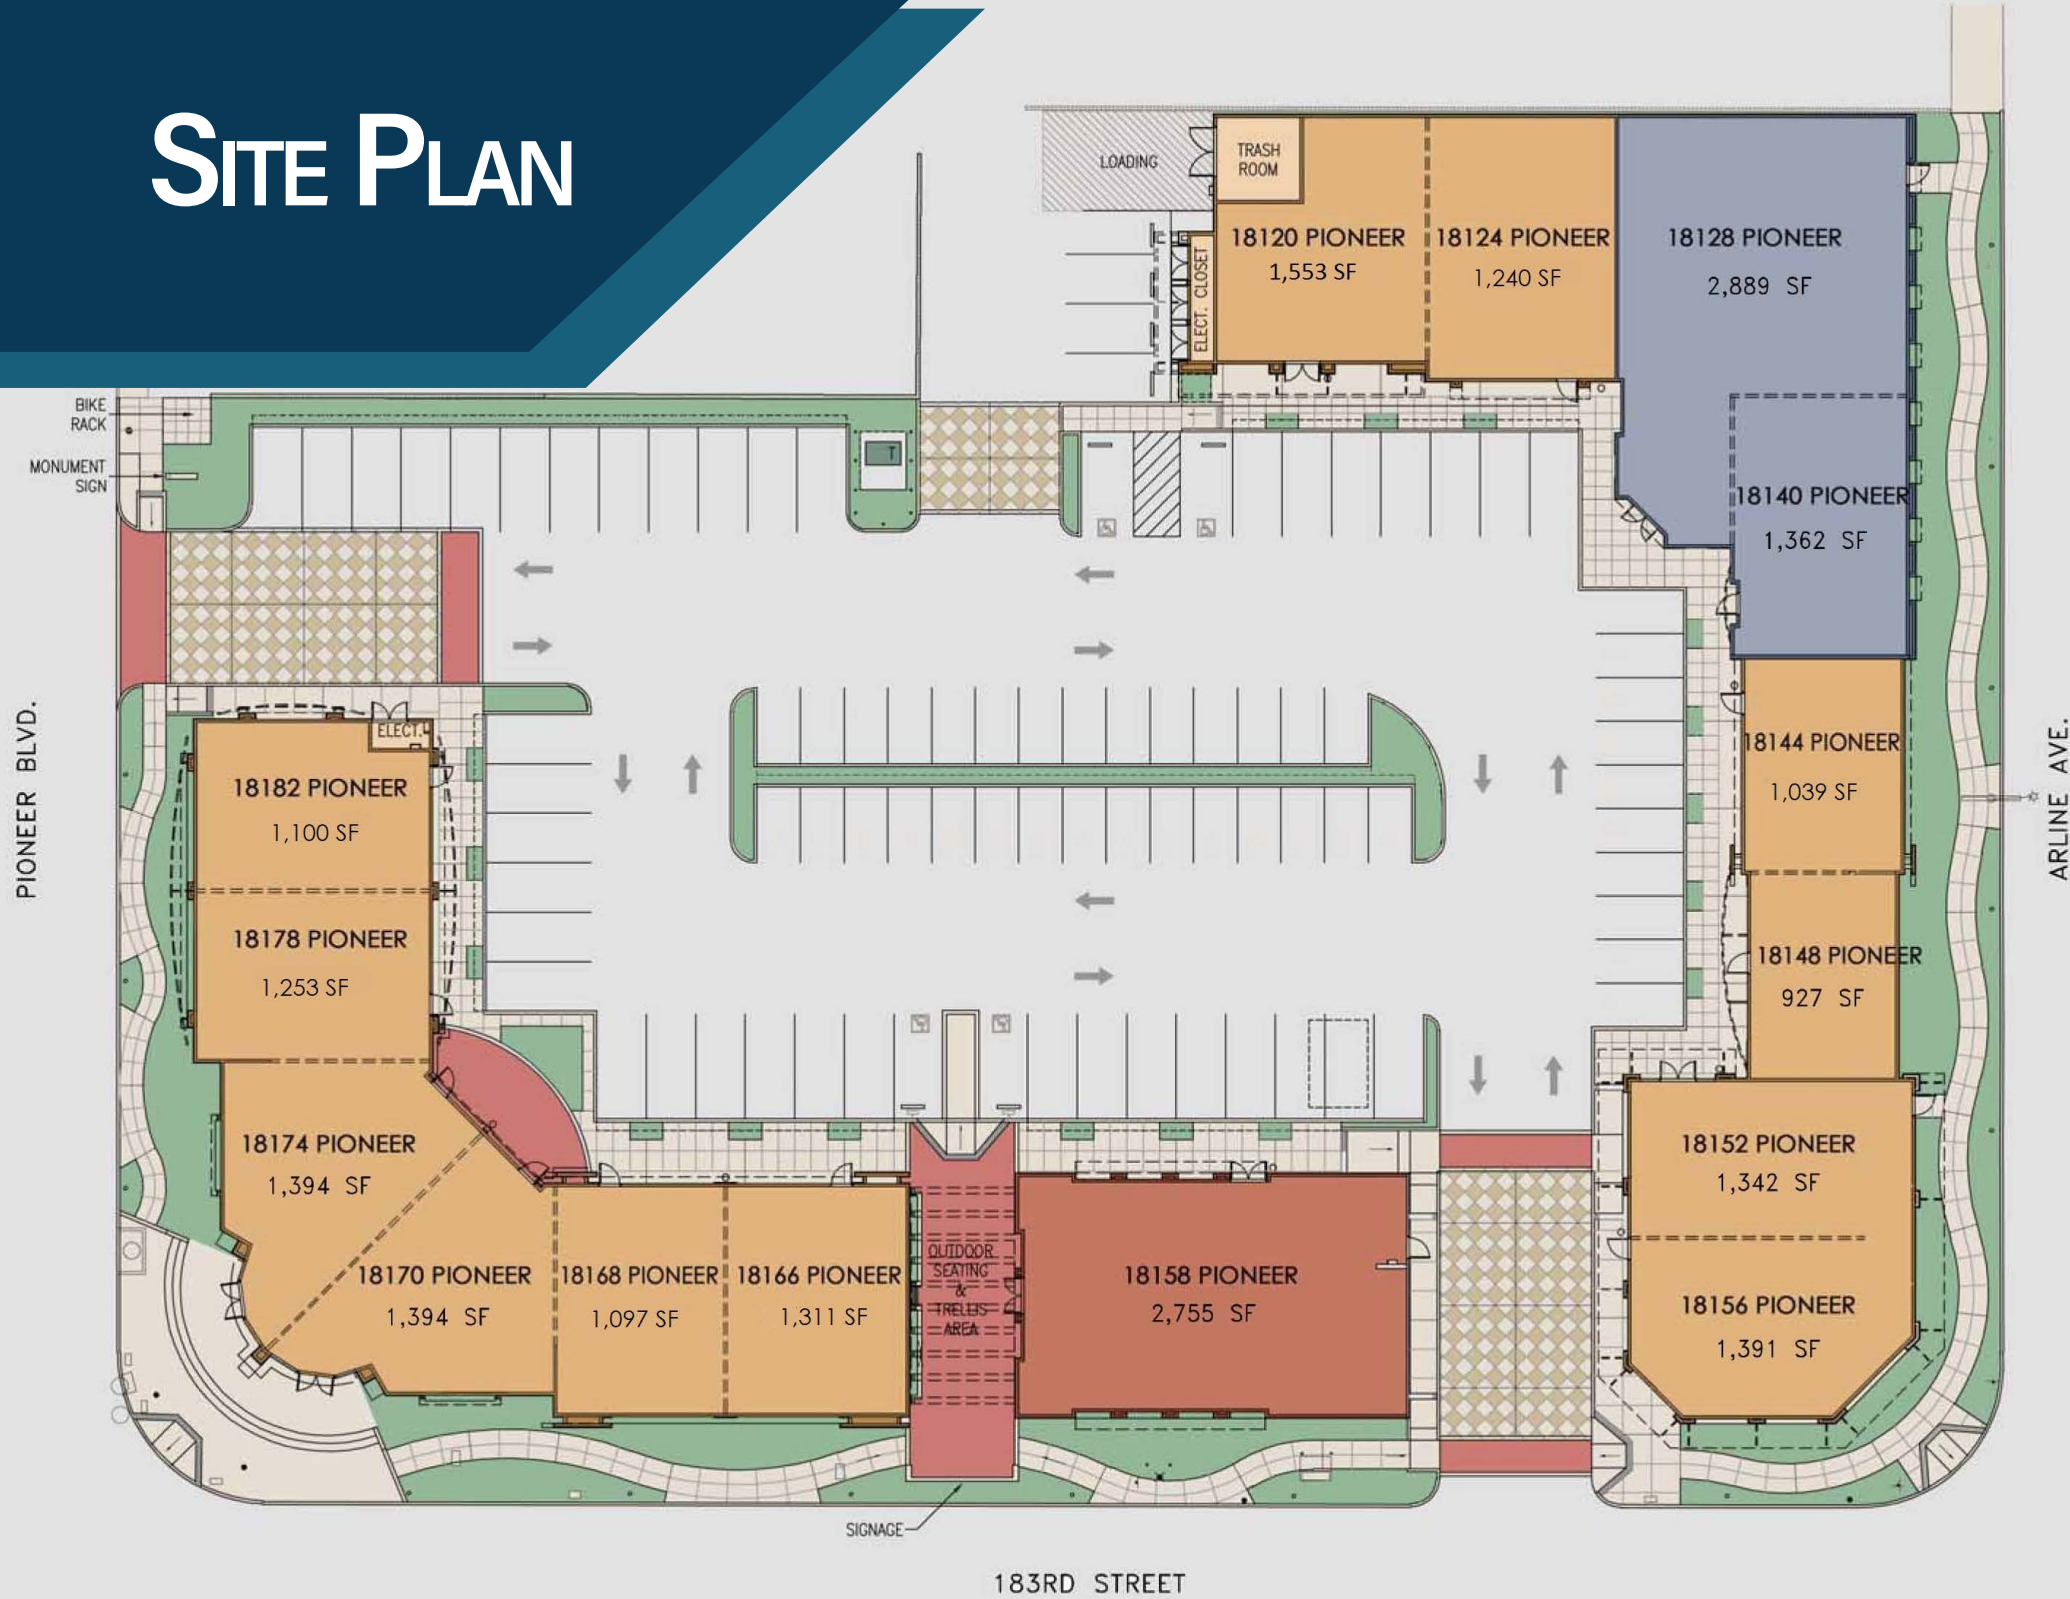 SITE PLAN
LOADING
TRASH
ROOM
ELECT. CLOSET
18120 PIONEER
1,553 SF
18124 PIONEER
1,240 SF
18128 PIONEER
2,889 SF
BIKE
RACK
MONUMENT
SIGN
T
18140 PIONEER
1,362 SF
PIONEER BLVD.
ELECT.
18182 PIONEER
1,100 SF
18144 PIONEER
1,039 SF
ARLINE AVE.
18178 PIONEER
1,253 SF
18148 PIONEER
927 SF
18174 PIONEER
1,394 SF
18152 PIONEER
1,342 SF
18170 PIONEER
1,394 SF
18168 PIONEER
1,097 SF
18166 PIONEER
1,311 SF
OUTDOOR
SEATING
&
TRELLIS
AREA
18158 PIONEER
2,755 SF
18156 PIONEER
1,391 SF
SIGNAGE
183RD STREET